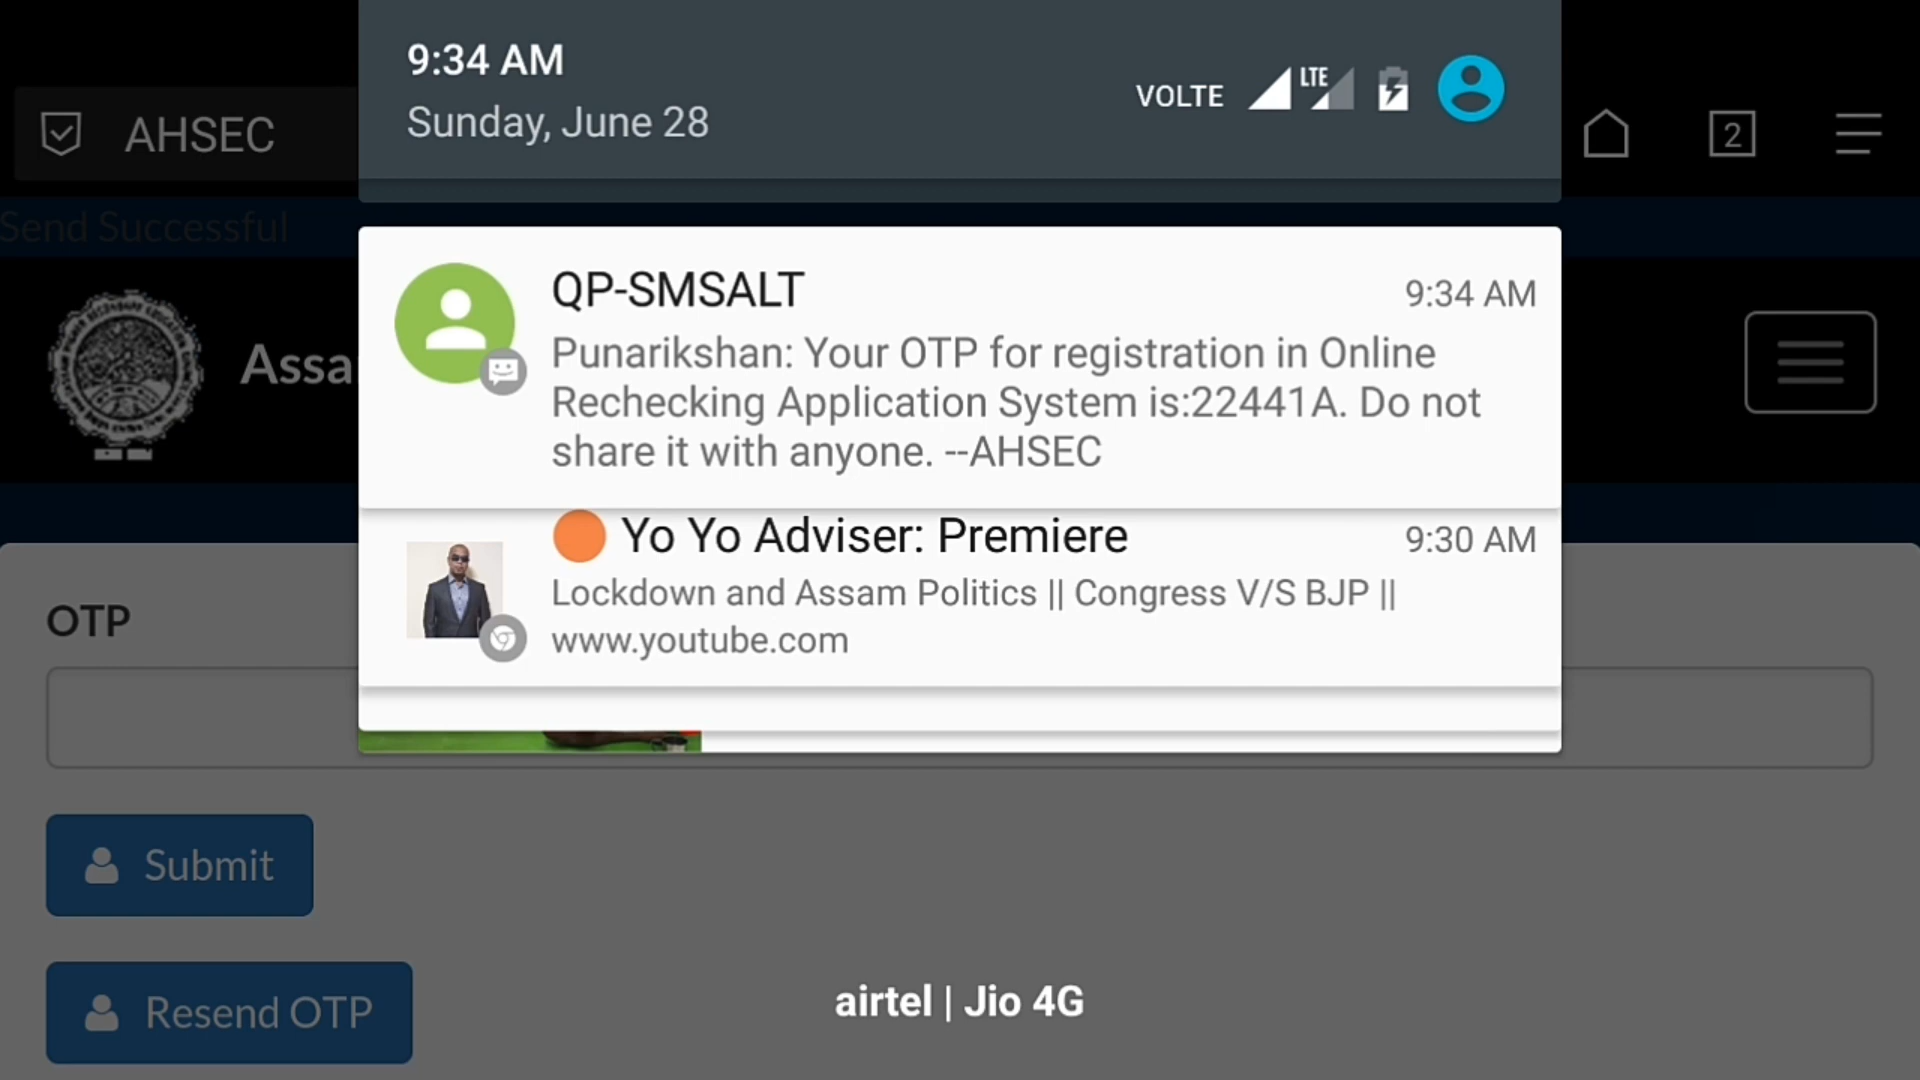 9:34 AM
Sunday, June 28
VOLTE
LTE
AHSEC
2
Send Successful
Assa
QP-SMSALT
9:34 AM
Punarikshan: Your OTP for registration in Online
Rechecking Application System is:22441A. Do not
share it with anyone. --AHSEC
Yo Yo Adviser: Premiere
9:30 AM
Lockdown and Assam Politics || Congress V/S BJP ||
www.youtube.com
OTP
Submit
Resend OTP
airtel | Jio 4G